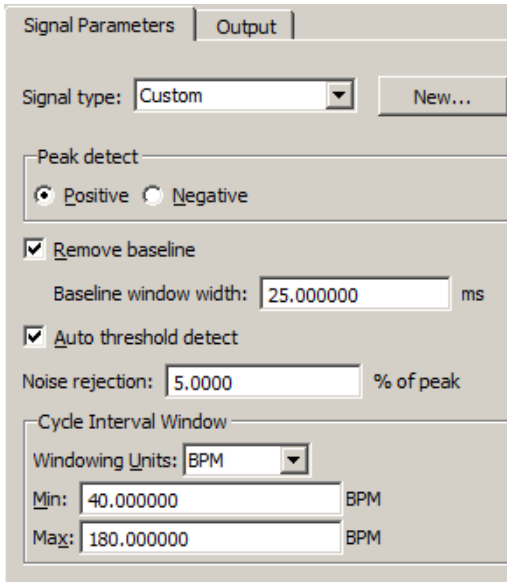 Signal Parameters Output
Signal type: Custom New...
Peak detect
Positive Negative
Remove baseline
Baseline window width: 25.000000 ms
Auto threshold detect
Noise rejection: 5.0000 % of peak
Cycle Interval Window
Windowing Units: BPM
Min: 40.000000 BPM
Max: 180.000000 BPM